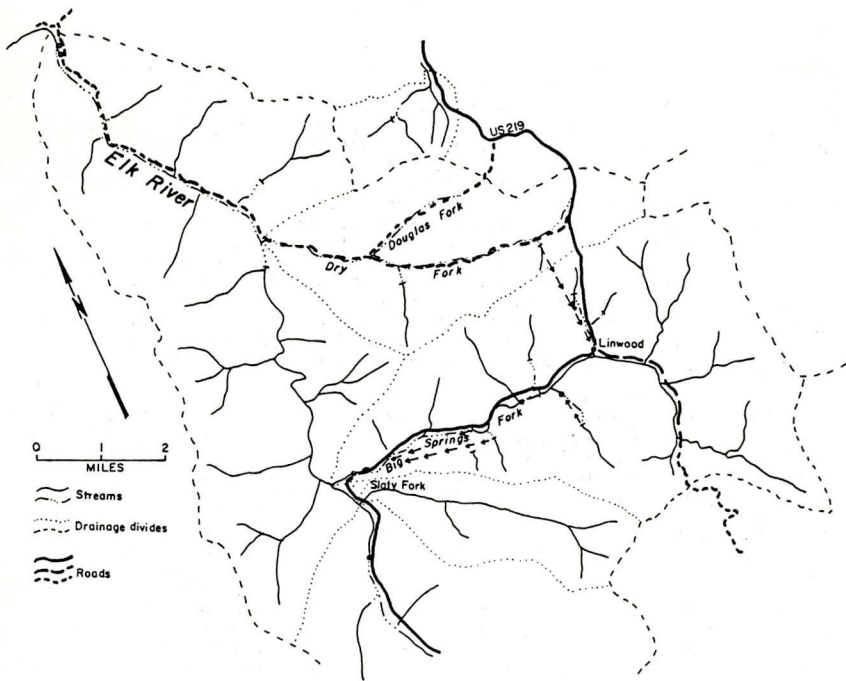 US 219
Elk River
Douglas Fork
Dry Fork
Linwood
Big Springs Fork
Slaty Fork
0 1 2
MILES
Streams
Drainage divides
Roads